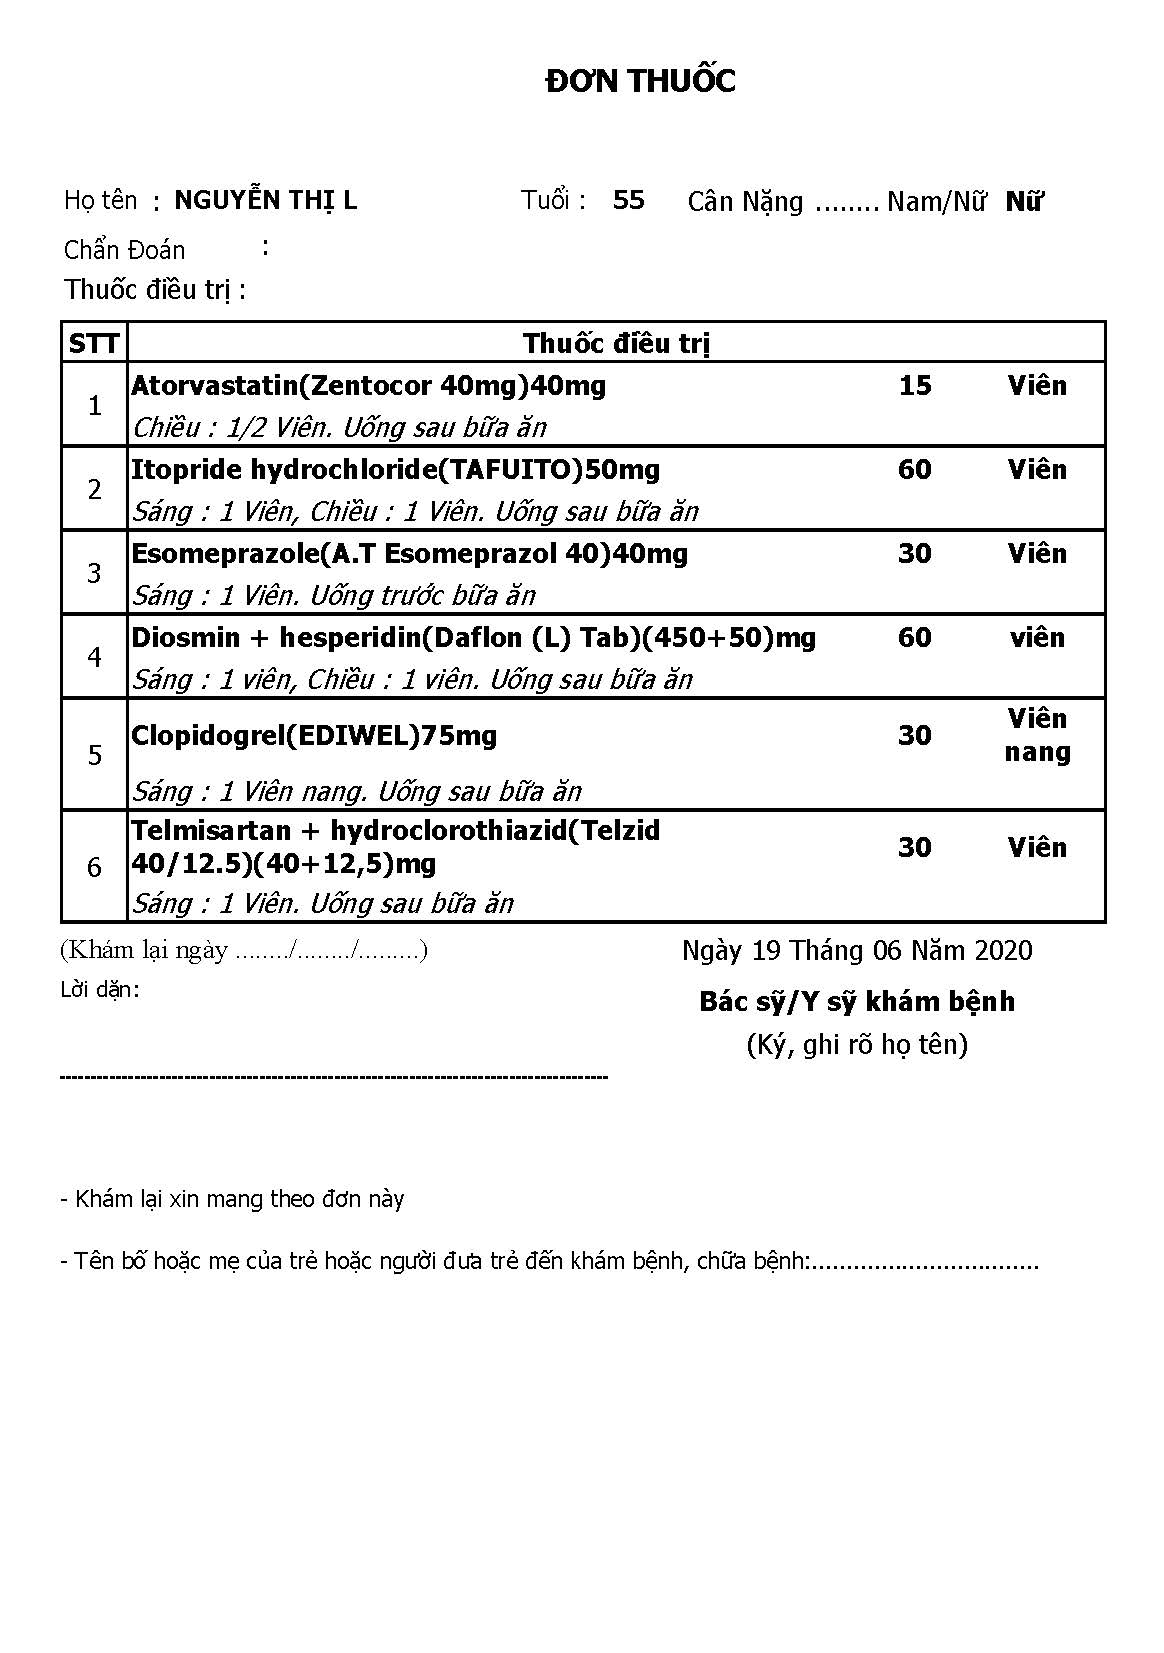 ĐƠN THUỐC
Họ tên : NGUYỄN THỊ L Tuổi : 55 Cân Nặng ........ Nam/Nữ Nữ
Chẩn Đoán :
Thuốc điều trị :
STT Thuốc điều trị
1 Atorvastatin(Zentocor 40mg)40mg 15 Viên
Chiều : 1/2 Viên. Uống sau bữa ăn
2 Itopride hydrochloride(TAFUITO)50mg 60 Viên
Sáng : 1 Viên, Chiều : 1 Viên. Uống sau bữa ăn
3 Esomeprazole(A.T Esomeprazol 40)40mg 30 Viên
Sáng : 1 Viên. Uống trước bữa ăn
4 Diosmin + hesperidin(Daflon (L) Tab)(450+50)mg 60 viên
Sáng : 1 viên, Chiều : 1 viên. Uống sau bữa ăn
5 Clopidogrel(EDIWEL)75mg 30 Viên
nang
Sáng : 1 Viên nang. Uống sau bữa ăn
6 Telmisartan + hydroclorothiazid(Telzid
40/12.5)(40+12,5)mg 30 Viên
Sáng : 1 Viên. Uống sau bữa ăn
(Khám lại ngày ......../......../.........) Ngày 19 Tháng 06 Năm 2020
Lời dặn:
Bác sỹ/Y sỹ khám bệnh
(Ký, ghi rõ họ tên)
- Khám lại xin mang theo đơn này
- Tên bố hoặc mẹ của trẻ hoặc người đưa trẻ đến khám bệnh, chữa bệnh:.................................